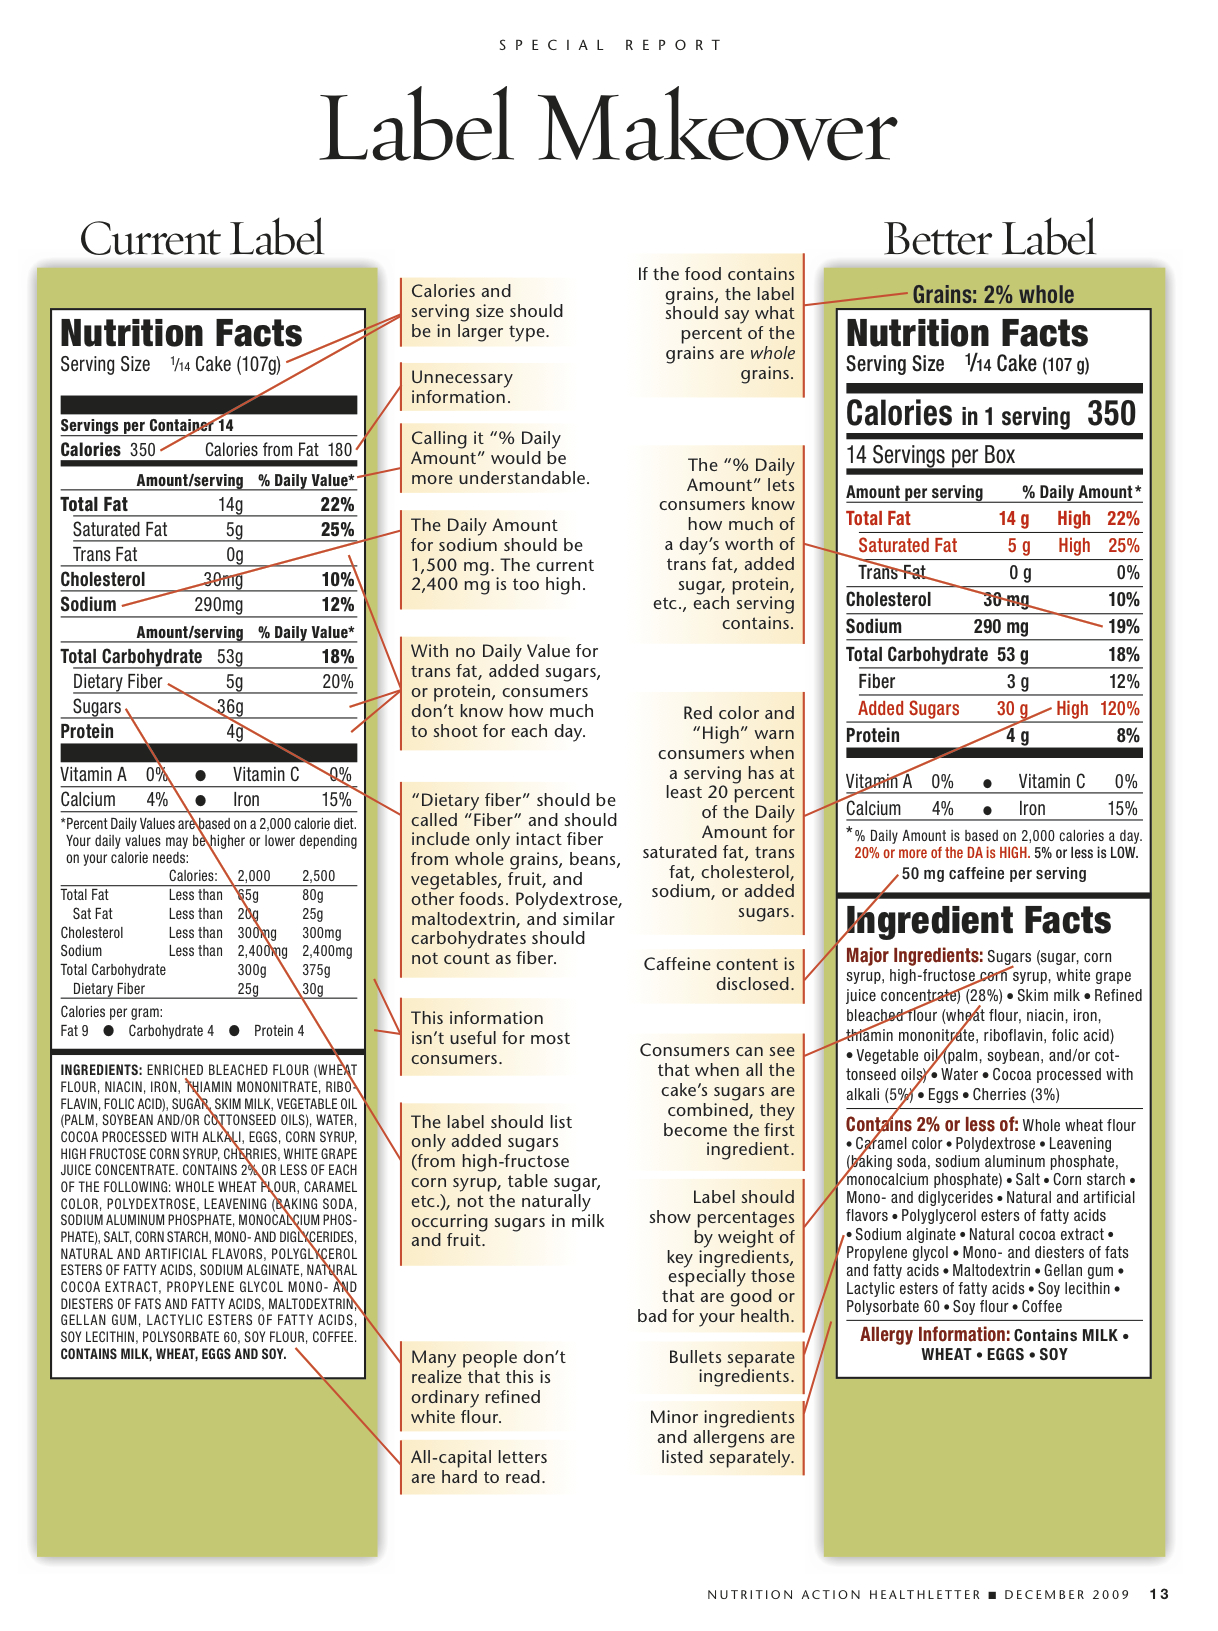 SPECIAL REPORT
Label Makeover
Current Label
Nutrition Facts
Serving Size 1/14 Cake (107g)
Servings per Container 14
Calories 350 Calories from Fat 180
Amount/serving % Daily Value*
Total Fat 14g 22%
Saturated Fat 5g 25%
Trans Fat 0g
Cholesterol 30mg 10%
Sodium 290mg 12%
Amount/serving % Daily Value*
Total Carbohydrate 53g 18%
Dietary Fiber 5g 20%
Sugars 36g
Protein 4g
Vitamin A 0% ● Vitamin C 0%
Calcium 4% ● Iron 15%
*Percent Daily Values are based on a 2,000 calorie diet.
Your daily values may be higher or lower depending
on your calorie needs:
Calories: 2,000 2,500
Total Fat Less than 65g 80g
Sat Fat Less than 20g 25g
Cholesterol Less than 300mg 300mg
Sodium Less than 2,400mg 2,400mg
Total Carbohydrate 300g 375g
Dietary Fiber 25g 30g
Calories per gram:
Fat 9 ● Carbohydrate 4 ● Protein 4
INGREDIENTS: ENRICHED BLEACHED FLOUR (WHEAT
FLOUR, NIACIN, IRON, THIAMIN MONONITRATE, RIBO-
FLAVIN, FOLIC ACID), SUGAR, SKIM MILK, VEGETABLE OIL
(PALM, SOYBEAN AND/OR COTTONSEED OILS), WATER,
COCOA PROCESSED WITH ALKALI, EGGS, CORN SYRUP,
HIGH FRUCTOSE CORN SYRUP, CHERRIES, WHITE GRAPE
JUICE CONCENTRATE. CONTAINS 2% OR LESS OF EACH
OF THE FOLLOWING: WHOLE WHEAT FLOUR, CARAMEL
COLOR, POLYDEXTROSE, LEAVENING (BAKING SODA,
SODIUM ALUMINUM PHOSPHATE, MONOCALCIUM PHOS-
PHATE), SALT, CORN STARCH, MONO- AND DIGLYCERIDES,
NATURAL AND ARTIFICIAL FLAVORS, POLYGLYCEROL
ESTERS OF FATTY ACIDS, SODIUM ALGINATE, NATURAL
COCOA EXTRACT, PROPYLENE GLYCOL MONO- AND
DIESTERS OF FATS AND FATTY ACIDS, MALTODEXTRIN,
GELLAN GUM, LACTYLIC ESTERS OF FATTY ACIDS,
SOY LECITHIN, POLYSORBATE 60, SOY FLOUR, COFFEE.
CONTAINS MILK, WHEAT, EGGS AND SOY.
Calories and
serving size should
be in larger type.
Unnecessary
information.
Calling it “% Daily
Amount” would be
more understandable.
The Daily Amount
for sodium should be
1,500 mg. The current
2,400 mg is too high.
With no Daily Value for
trans fat, added sugars,
or protein, consumers
don’t know how much
to shoot for each day.
“Dietary fiber” should be
called “Fiber” and should
include only intact fiber
from whole grains, beans,
vegetables, fruit, and
other foods. Polydextrose,
maltodextrin, and similar
carbohydrates should
not count as fiber.
This information
isn’t useful for most
consumers.
The label should list
only added sugars
(from high-fructose
corn syrup, table sugar,
etc.), not the naturally
occurring sugars in milk
and fruit.
Many people don’t
realize that this is
ordinary refined
white flour.
All-capital letters
are hard to read.
If the food contains
grains, the label
should say what
percent of the
grains are whole
grains.
The “% Daily
Amount” lets
consumers know
how much of
a day’s worth of
trans fat, added
sugar, protein,
etc., each serving
contains.
Red color and
“High” warn
consumers when
a serving has at
least 20 percent
of the Daily
Amount for
saturated fat, trans
fat, cholesterol,
sodium, or added
sugars.
Caffeine content is
disclosed.
Consumers can see
that when all the
cake’s sugars are
combined, they
become the first
ingredient.
Label should
show percentages
by weight of
key ingredients,
especially those
that are good or
bad for your health.
Bullets separate
ingredients.
Minor ingredients
and allergens are
listed separately.
Better Label
Grains: 2% whole
Nutrition Facts
Serving Size 1/14 Cake (107 g)
Calories in 1 serving 350
14 Servings per Box
Amount per serving % Daily Amount*
Total Fat 14 g High 22%
Saturated Fat 5 g High 25%
Trans Fat 0 g 0%
Cholesterol 30 mg 10%
Sodium 290 mg 19%
Total Carbohydrate 53 g 18%
Fiber 3 g 12%
Added Sugars 30 g High 120%
Protein 4 g 8%
Vitamin A 0% ● Vitamin C 0%
Calcium 4% ● Iron 15%
*% Daily Amount is based on 2,000 calories a day.
20% or more of the DA is HIGH. 5% or less is LOW.
50 mg caffeine per serving
Ingredient Facts
Major Ingredients: Sugars (sugar, corn
syrup, high-fructose corn syrup, white grape
juice concentrate) (28%) • Skim milk • Refined
bleached flour (wheat flour, niacin, iron,
thiamin mononitrate, riboflavin, folic acid)
• Vegetable oil (palm, soybean, and/or cot-
tonseed oils) • Water • Cocoa processed with
alkali (5%) • Eggs • Cherries (3%)
Contains 2% or less of: Whole wheat flour
• Caramel color • Polydextrose • Leavening
(baking soda, sodium aluminum phosphate,
monocalcium phosphate) • Salt • Corn starch •
Mono- and diglycerides • Natural and artificial
flavors • Polyglycerol esters of fatty acids
• Sodium alginate • Natural cocoa extract •
Propylene glycol • Mono- and diesters of fats
and fatty acids • Maltodextrin • Gellan gum •
Lactylic esters of fatty acids • Soy lecithin •
Polysorbate 60 • Soy flour • Coffee
Allergy Information: Contains MILK •
WHEAT • EGGS • SOY
NUTRITION ACTION HEALTHLETTER ■ DECEMBER 2009 13